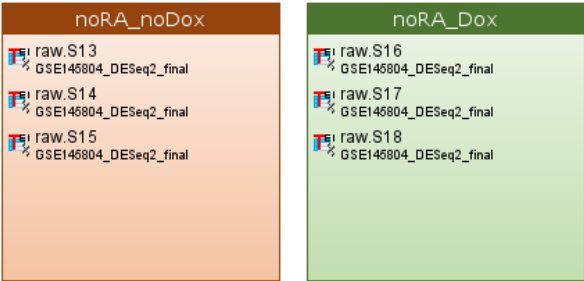 noRA_noDox
raw.S13
GSE145804_DESeq2_final
raw.S14
GSE145804_DESeq2_final
raw.S15
GSE145804_DESeq2_final
noRA_Dox
raw.S16
GSE145804_DESeq2_final
raw.S17
GSE145804_DESeq2_final
raw.S18
GSE145804_DESeq2_final